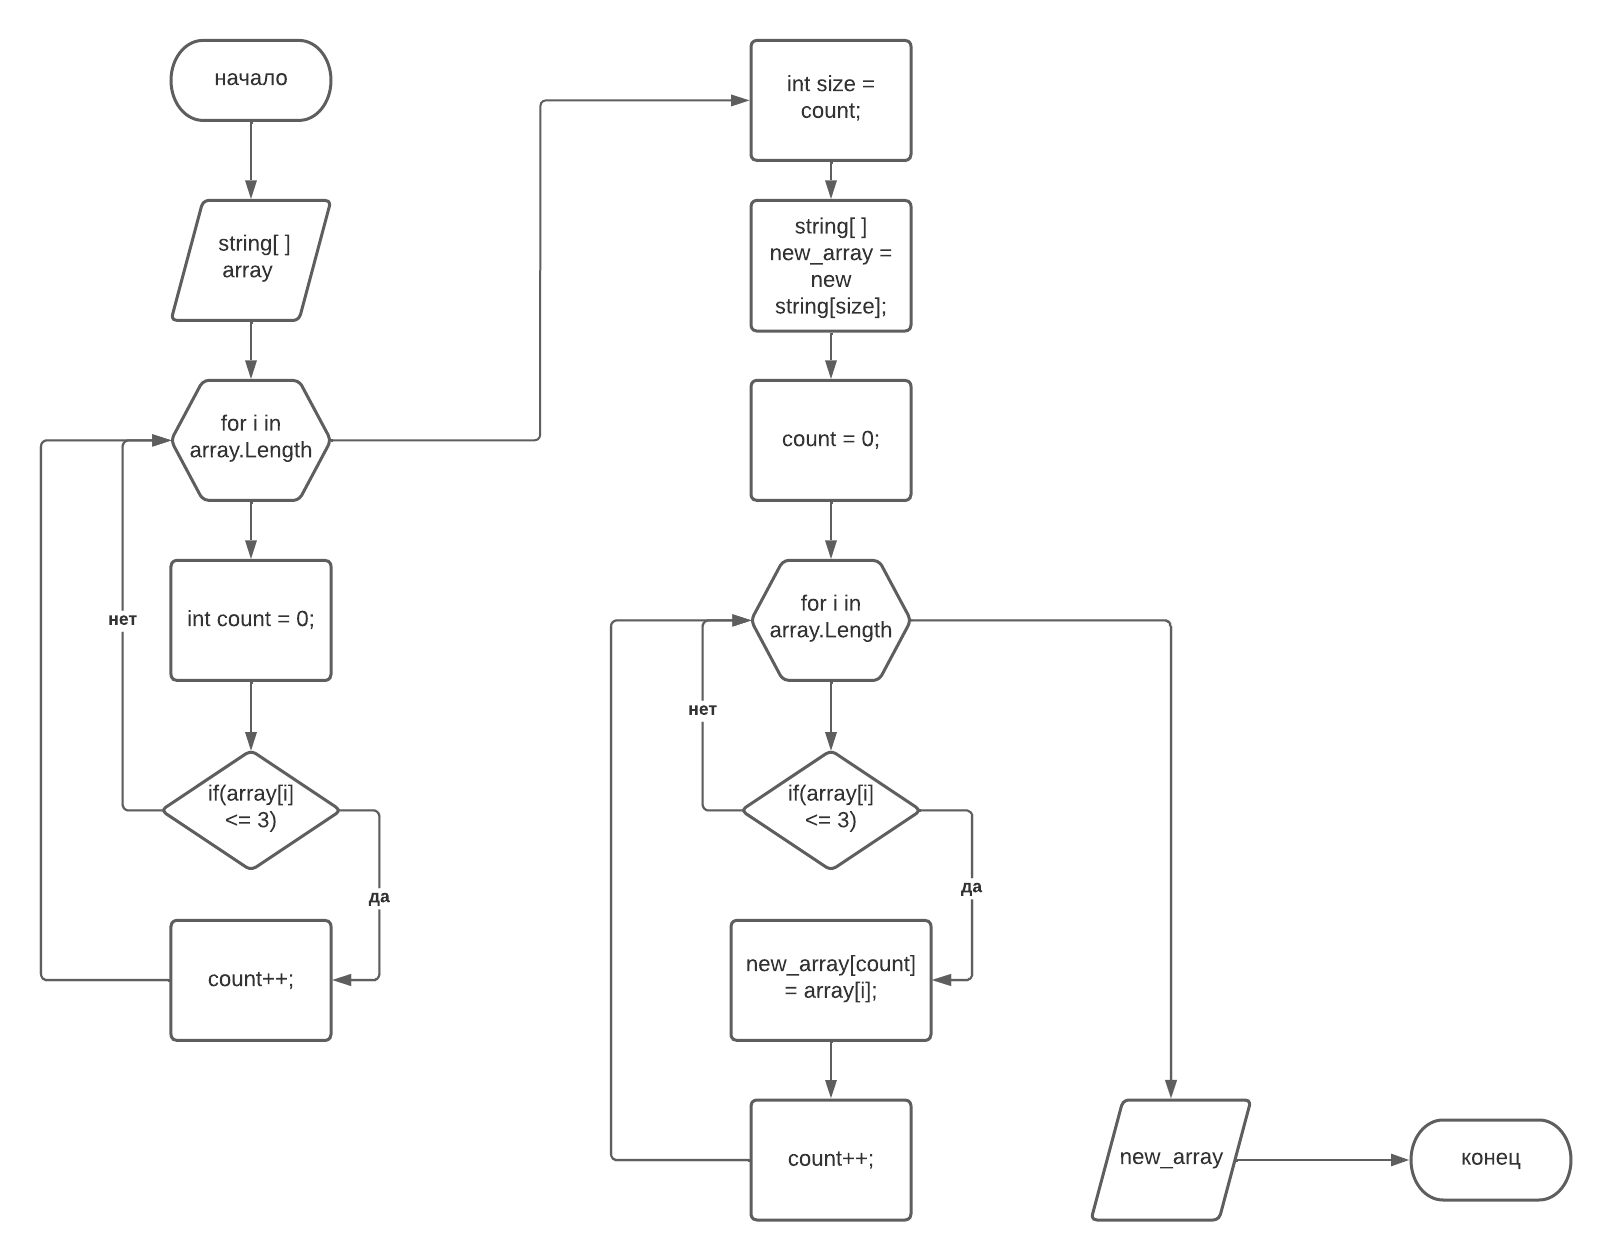 начало
string[ ]
array
for i in
array.Length
int count = 0;
нет
if(array[i]
<= 3)
да
count++;
int size =
count;
string[ ]
new_array =
new
string[size];
count = 0;
for i in
array.Length
нет
if(array[i]
<= 3)
да
new_array[count]
= array[i];
count++;
new_array
конец